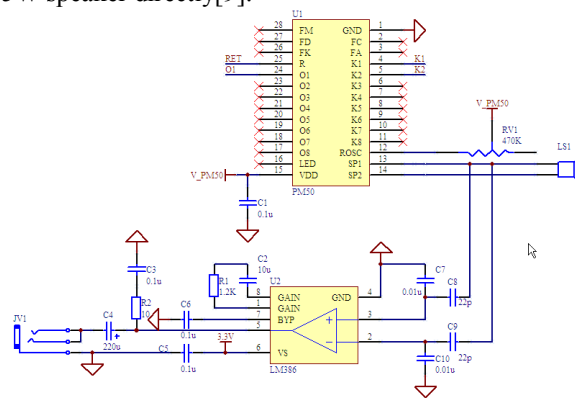 5W speaker directly[9].
U1
28 FM GND 1
27 FD FC 2
26 FK FA 3
RET 25 R K1 4 K1
O1 24 O1 K2 5 K2
23 O2 K3 6
22 O3 K4 7
21 O4 K5 8
20 O5 K6 9
19 O6 K7 10
18 O7 K8 11
17 O8 ROSC 12
16 LED SP1 13
V_PM50 15 VDD SP2 14
PM50
V_PM50
RV1
470K
LS1
C1
0.1u
C3
0.1u
R2
10
R1
1.2K
C2
10u
U2
8 GAIN GND 4
1 GAIN
7 BYP 3
5
2
6 VS
LM386
C6
0.1u
C5
0.1u
3.3V
JV1
C4
220u
C7
0.01u
C8
22p
C9
22p
C10
0.01u